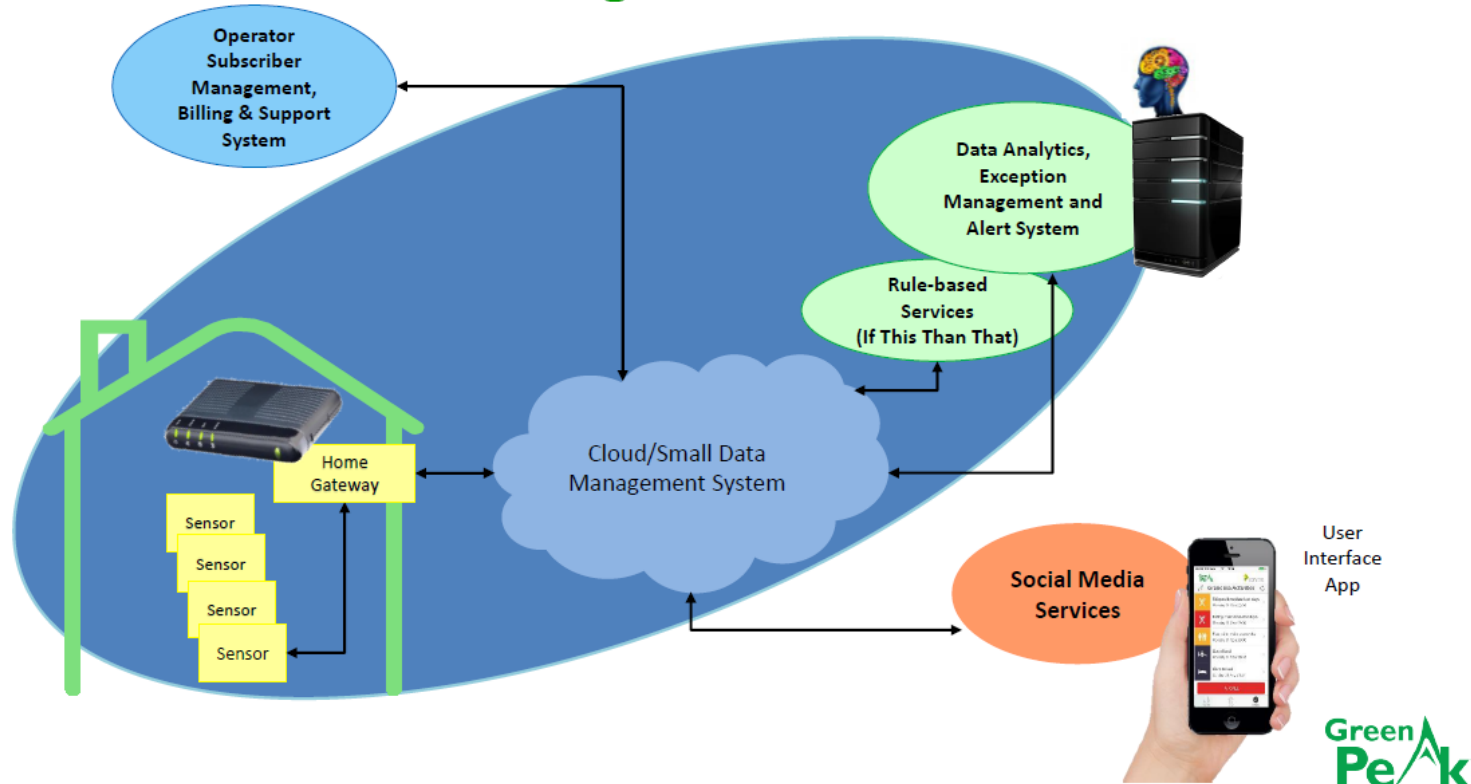 Operator
Subscriber
Management,
Billing & Support
System
Data Analytics,
Exception
Management and
Alert System
Rule-based
Services
(If This Than That)
Home
Gateway
Cloud/Small Data
Management System
Sensor
Sensor
Sensor
Sensor
Social Media
Services
User
Interface
App
Green
Peak